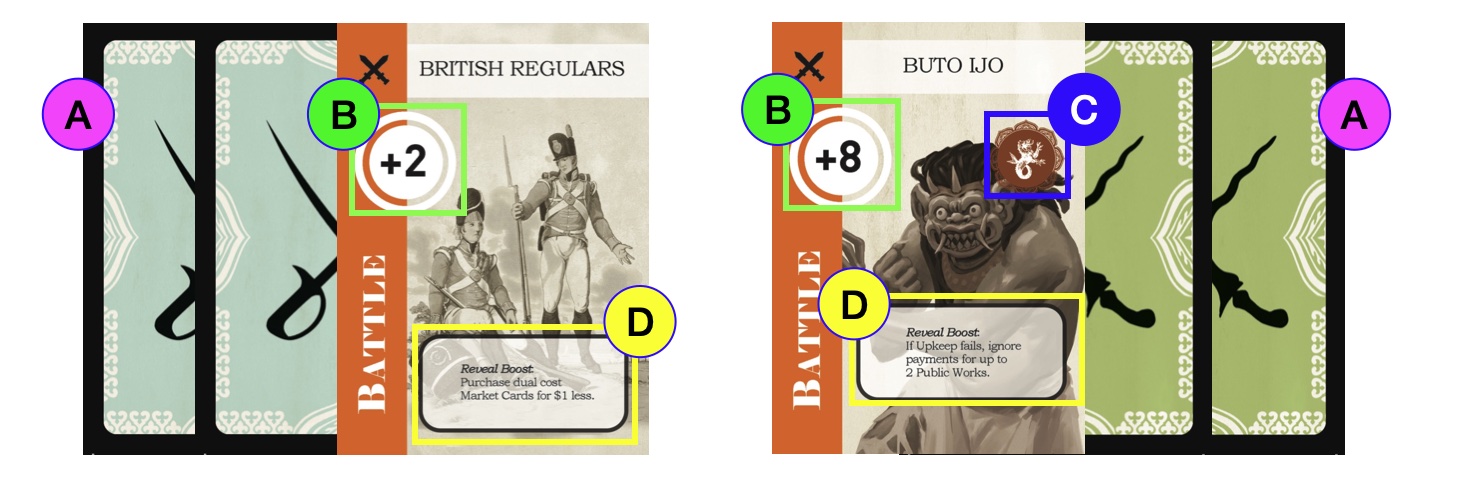 A
B
BRITISH REGULARS
+2
BATTLE
D
Reveal Boost:
Purchase dual cost
Market Cards for $1 less.
B
BUTO IJO
C
A
+8
BATTLE
D
Reveal Boost:
If Upkeep fails, ignore
payments for up to
2 Public Works.